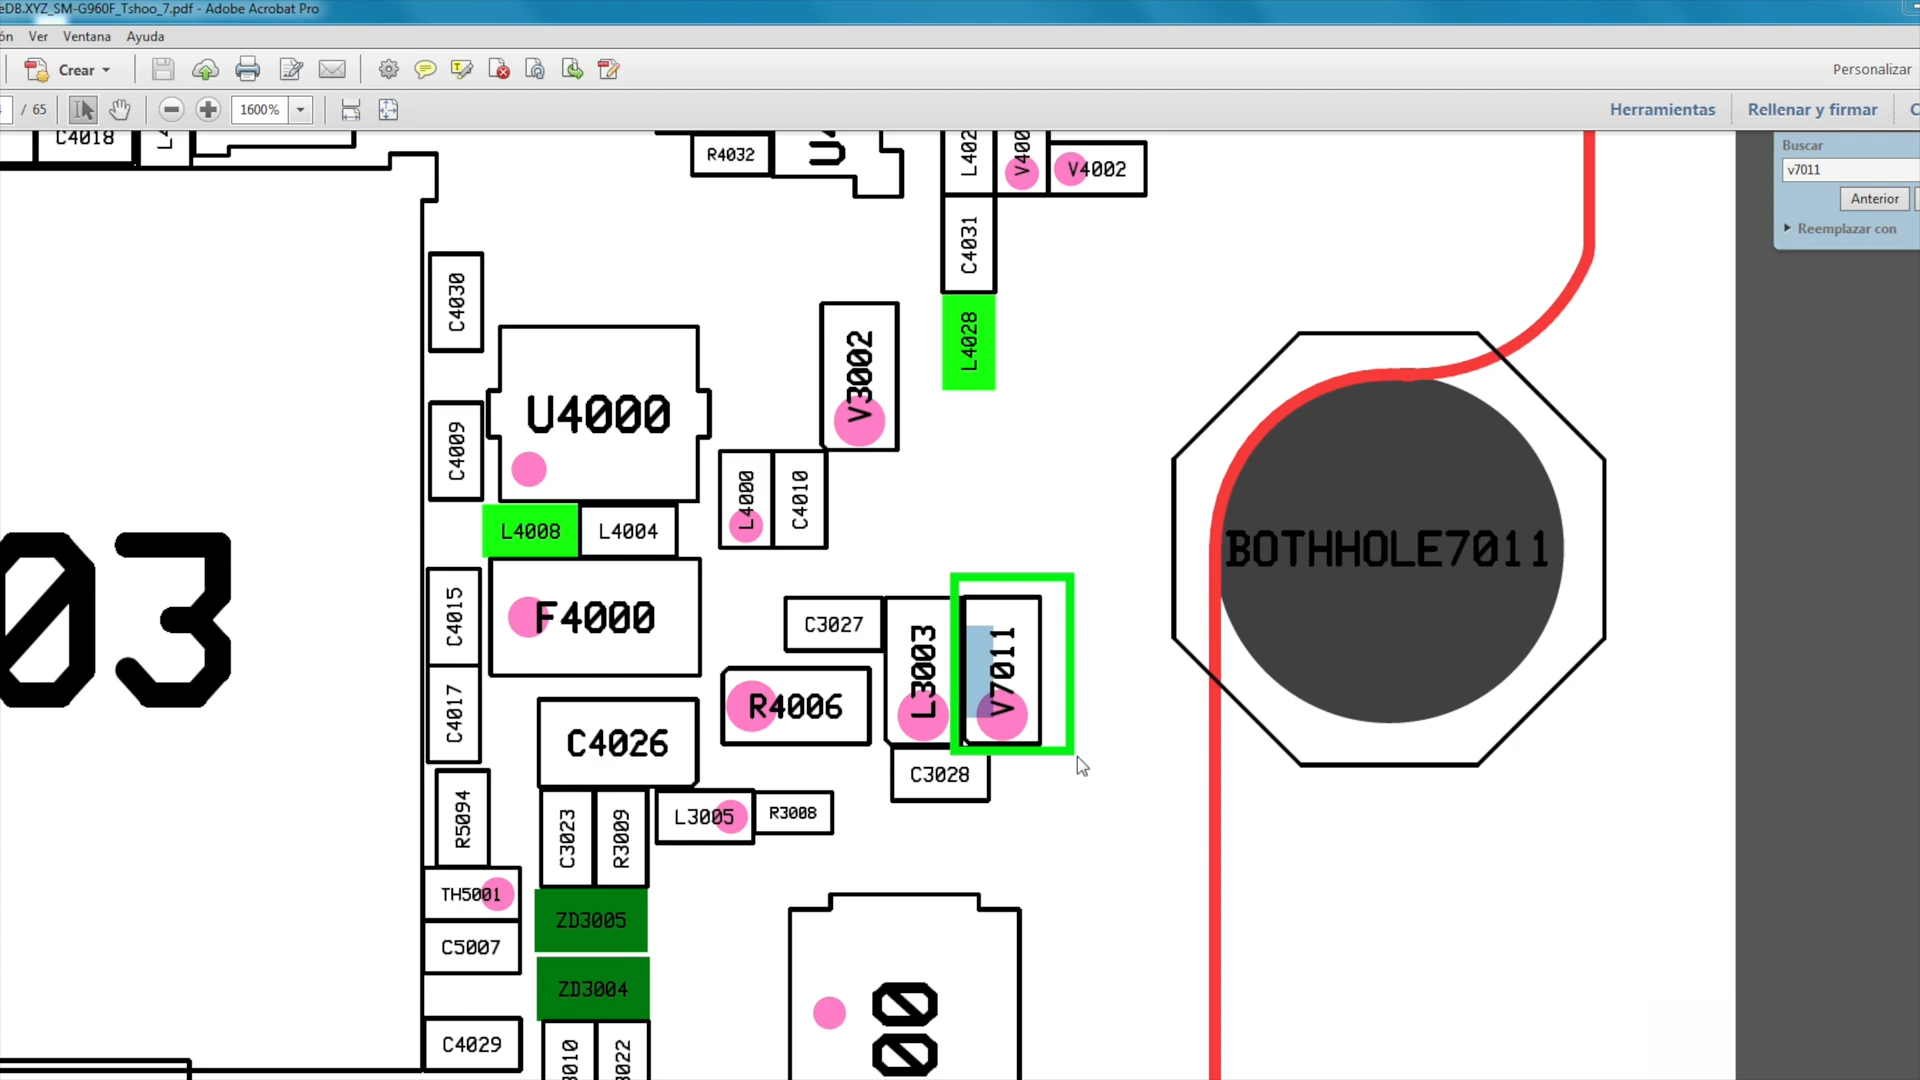 eDB.XYZ_SM-G960F_Tshoo_7.pdf - Adobe Acrobat Pro
ón Ver Ventana Ayuda
Crear
Personalizar
/ 65
1600%
Herramientas
Rellenar y firmar
Buscar
v7011
Anterior
Reemplazar con
C4018
R4032
L402
V400
V4002
C4031
C4030
V3002
L4028
U4000
C4009
L4000
C4010
L4008
L4004
BOTHHOLE7011
03
C4015
F4000
C3027
L3003
V7011
C4017
R4006
C4026
C3028
R5094
C3023
R3009
L3005
R3008
TH5001
ZD3005
C5007
ZD3004
00
C4029
3010
3022